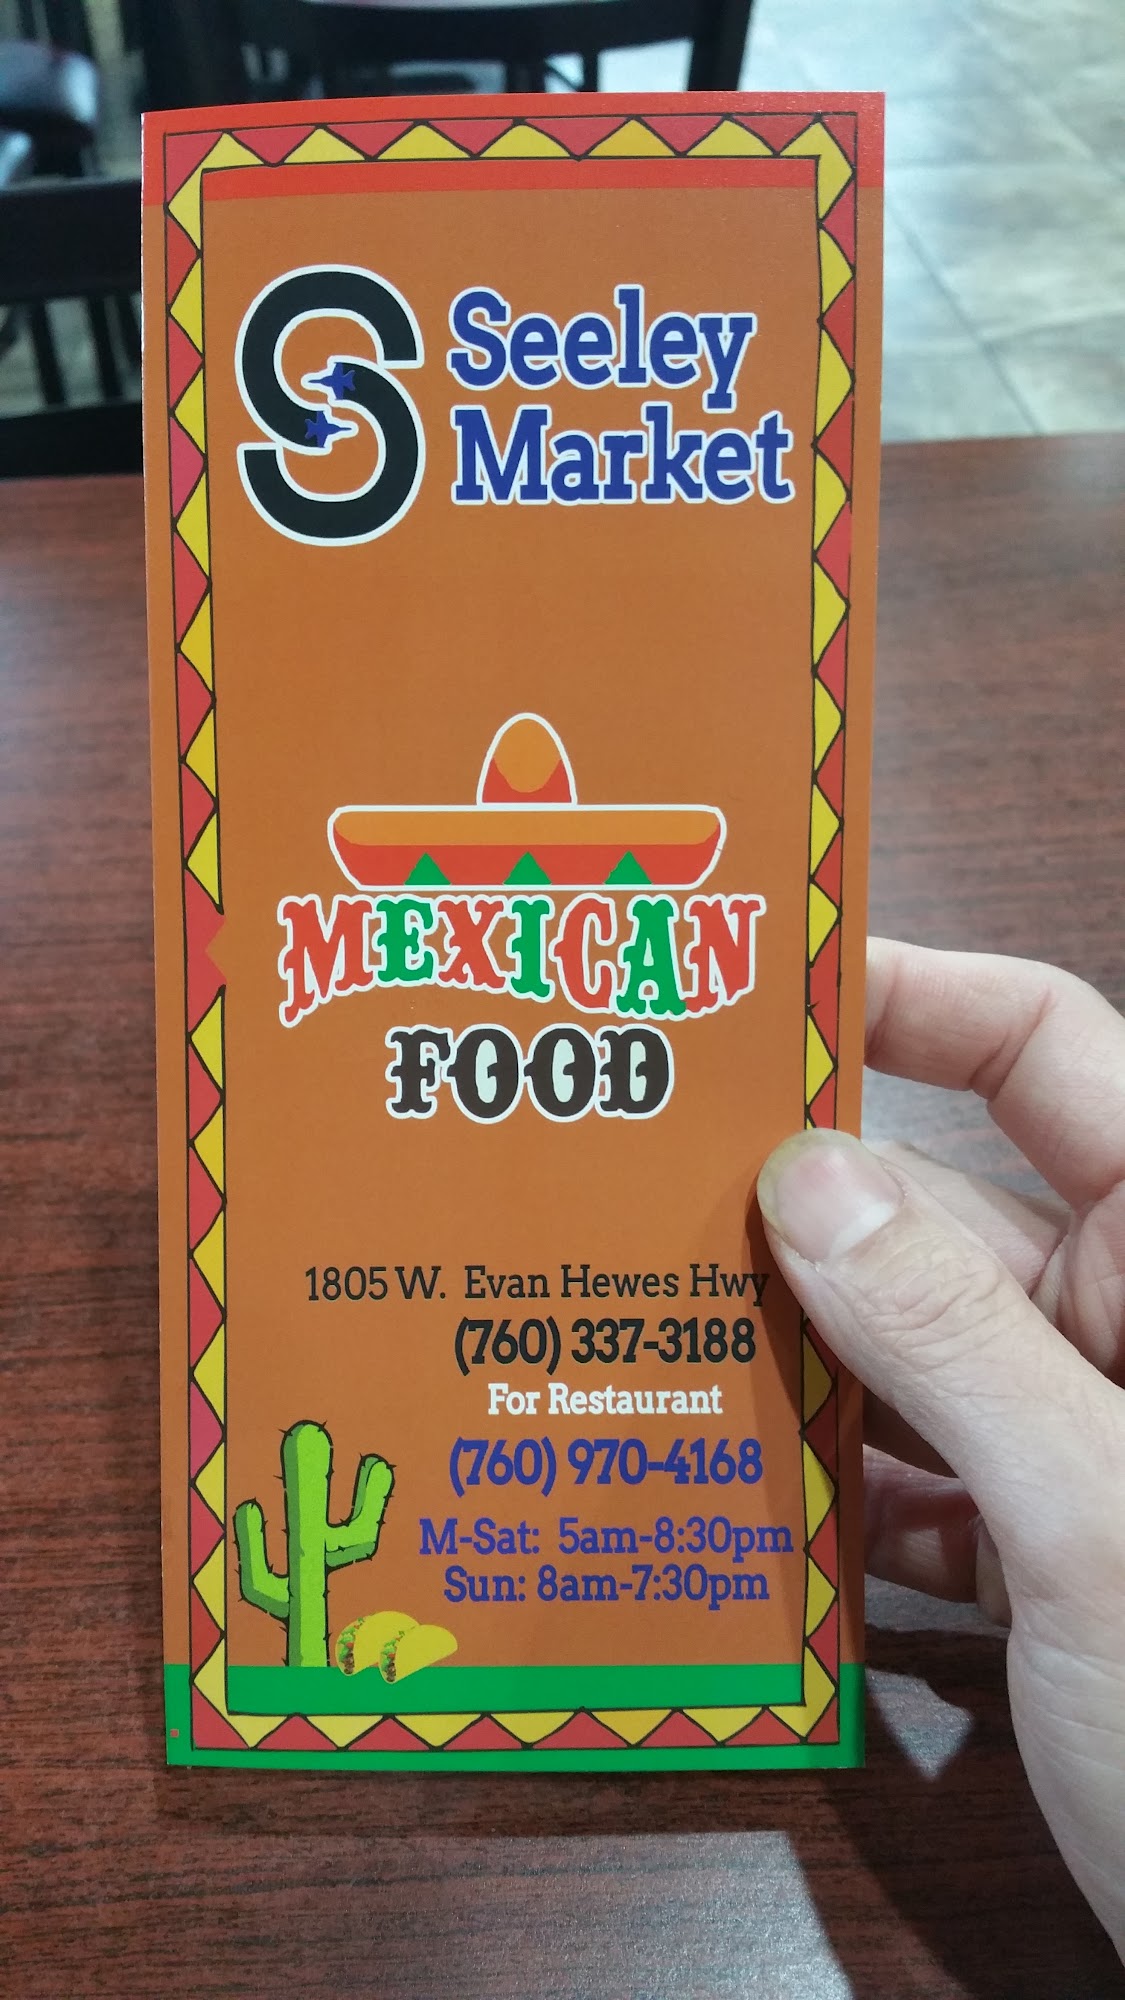 S
Seeley
Market
MEXICAN
FOOD
1805 W. Evan Hewes Hwy
(760) 337-3188
For Restaurant
(760) 970-4168
M-Sat: 5am-8:30pm
Sun: 8am-7:30pm